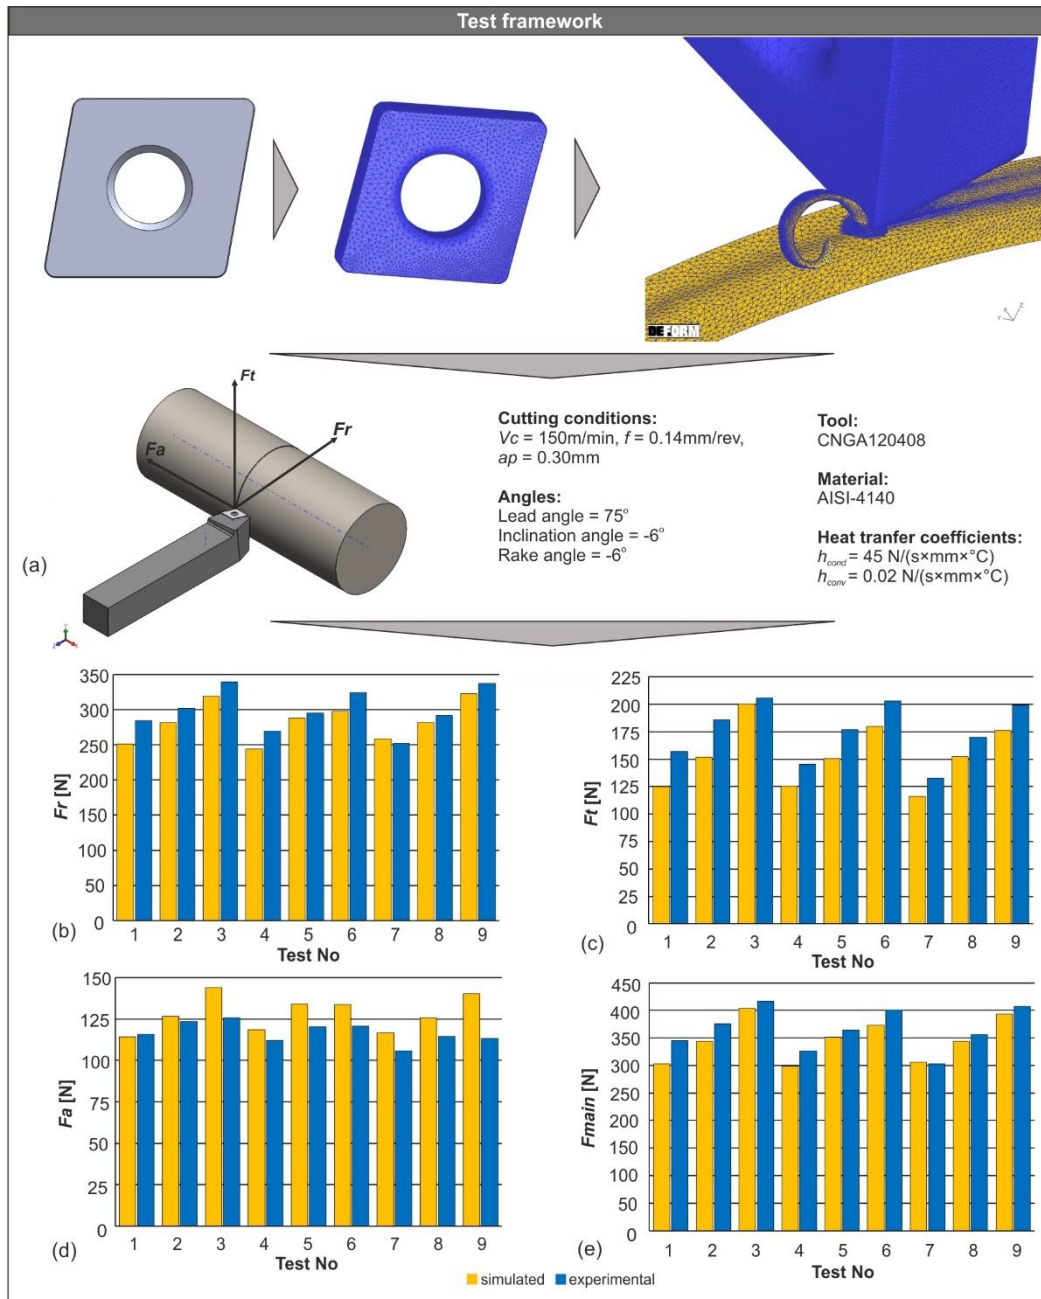 Test framework
DEFORM
Ft
Fr
Fa
(a)
Cutting conditions:
Vc = 150m/min, f = 0.14mm/rev,
ap = 0.30mm
Angles:
Lead angle = 75°
Inclination angle = -6°
Rake angle = -6°
Tool:
CNGA120408
Material:
AISI-4140
Heat tranfer coefficients:
hcond = 45 N/(s×mm×°C)
hconv = 0.02 N/(s×mm×°C)
350
300
250
200
150
100
50
0
Fr [N]
1 2 3 4 5 6 7 8 9
Test No
(b)
225
200
175
150
125
100
75
50
25
0
Ft [N]
1 2 3 4 5 6 7 8 9
Test No
(c)
150
125
100
75
50
25
0
Fa [N]
1 2 3 4 5 6 7 8 9
Test No
(d)
450
400
350
300
250
200
150
100
50
0
Fmain [N]
1 2 3 4 5 6 7 8 9
Test No
(e)
simulated experimental